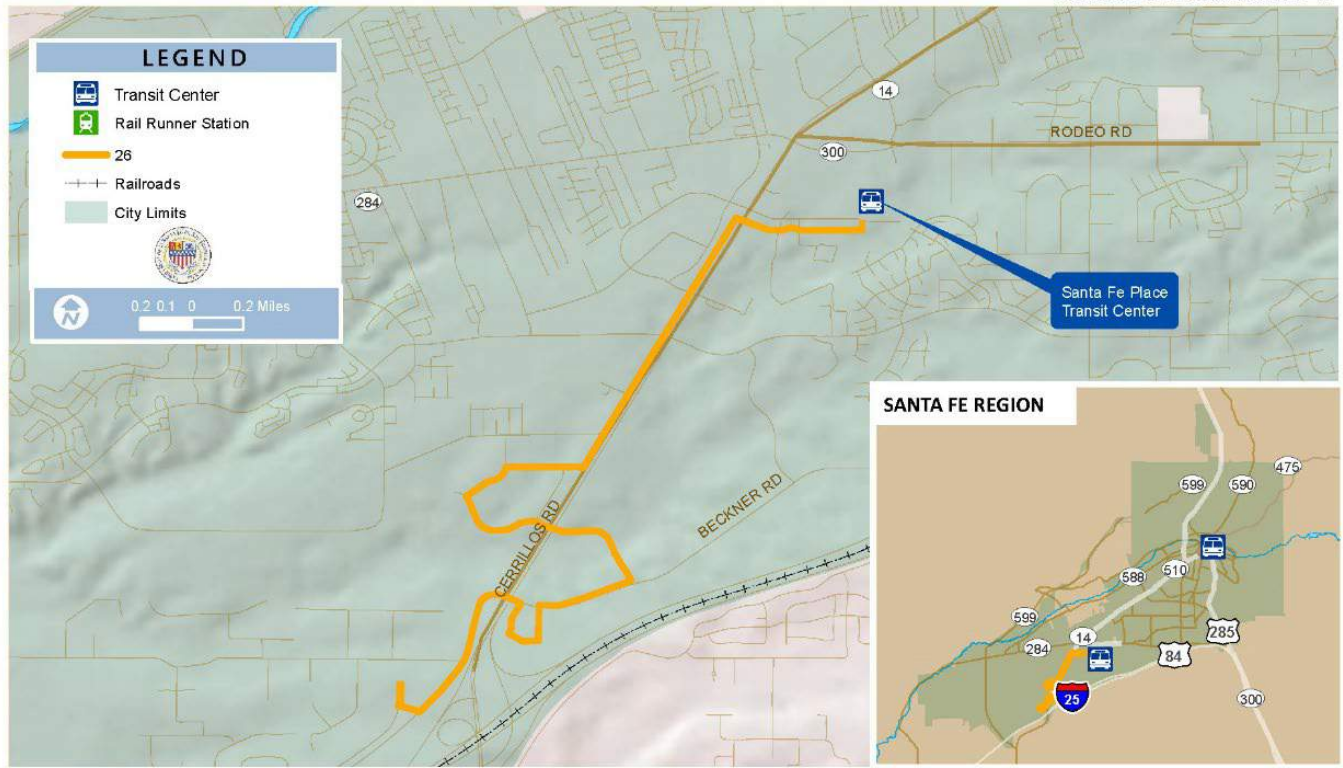 LEGEND
Transit Center
Rail Runner Station
26
Railroads
City Limits
N
0.2 0.1 0 0.2 Miles
14
RODEO RD
300
284
Santa Fe Place
Transit Center
CERRILLOS RD
BECKNER RD
SANTA FE REGION
475
599
590
510
588
599
14
284
285
84
25
300